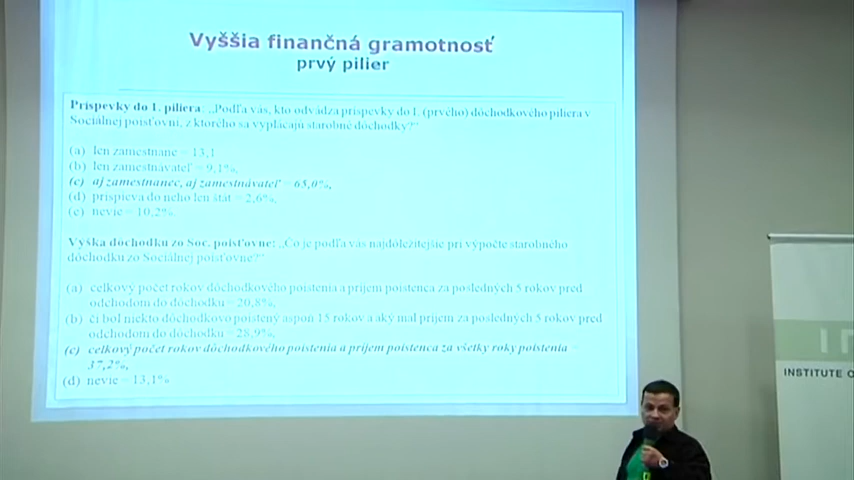 Vyššia finančná gramotnosť
prvý pilier
Príspevky do I. piliera: „Podľa vás, kto odvádza príspevky do I. (prvého) dôchodkového piliera v
Sociálnej poisťovni, z ktorého sa vyplácajú starobné dôchodky?"
(a) len zamestnanec = 13,1
(b) len zamestnávateľ = 9,1%,
(c) aj zamestnanec, aj zamestnávateľ = 65,0%,
(d) prispieva do neho len štát = 2,6%,
(e) nevie = 10,2%.
Výška dôchodku zo Soc. poisťovne: „Čo je podľa vás najdôležitejšie pri výpočte starobného
dôchodku zo Sociálnej poisťovne?"
(a) celkový počet rokov dôchodkového poistenia a príjem poistenca za posledných 5 rokov pred
odchodom do dôchodku = 20,8%,
(b) či bol niekto dôchodkovo poistený aspoň 15 rokov a aký mal príjem za posledných 5 rokov pred
odchodom do dôchodku = 28,9%,
(c) celkový počet rokov dôchodkového poistenia a príjem poistenca za všetky roky poistenia =
37,2%,
(d) nevie = 13,1%
INSTITUTE